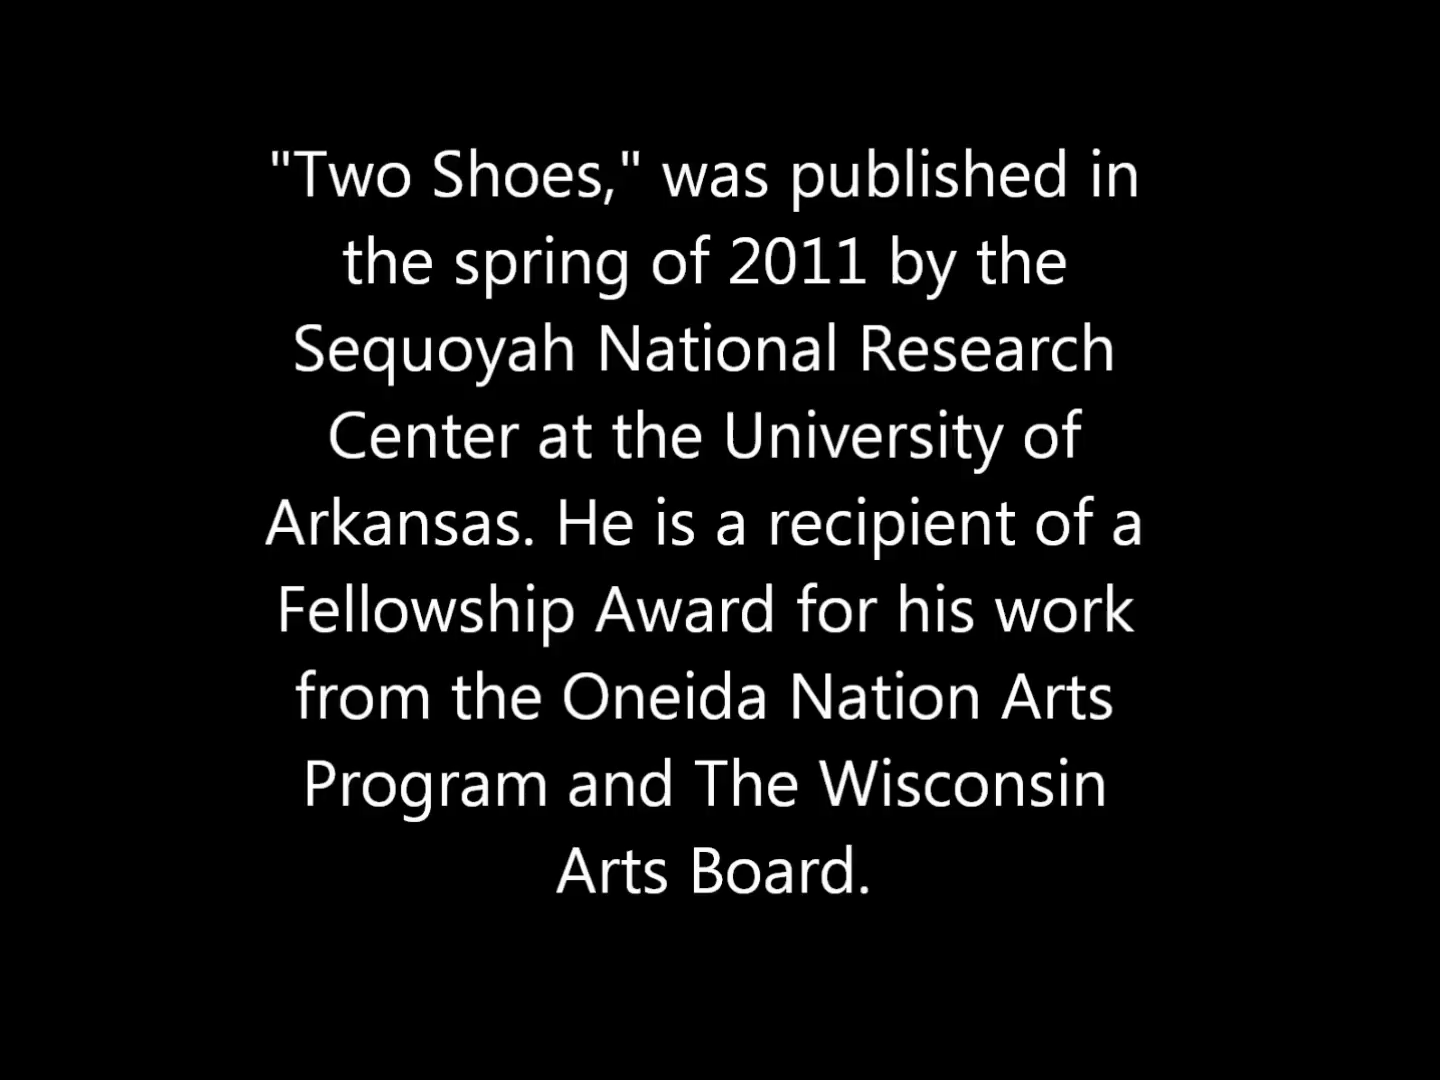 "Two Shoes," was published in
the spring of 2011 by the
Sequoyah National Research
Center at the University of
Arkansas. He is a recipient of a
Fellowship Award for his work
from the Oneida Nation Arts
Program and The Wisconsin
Arts Board.